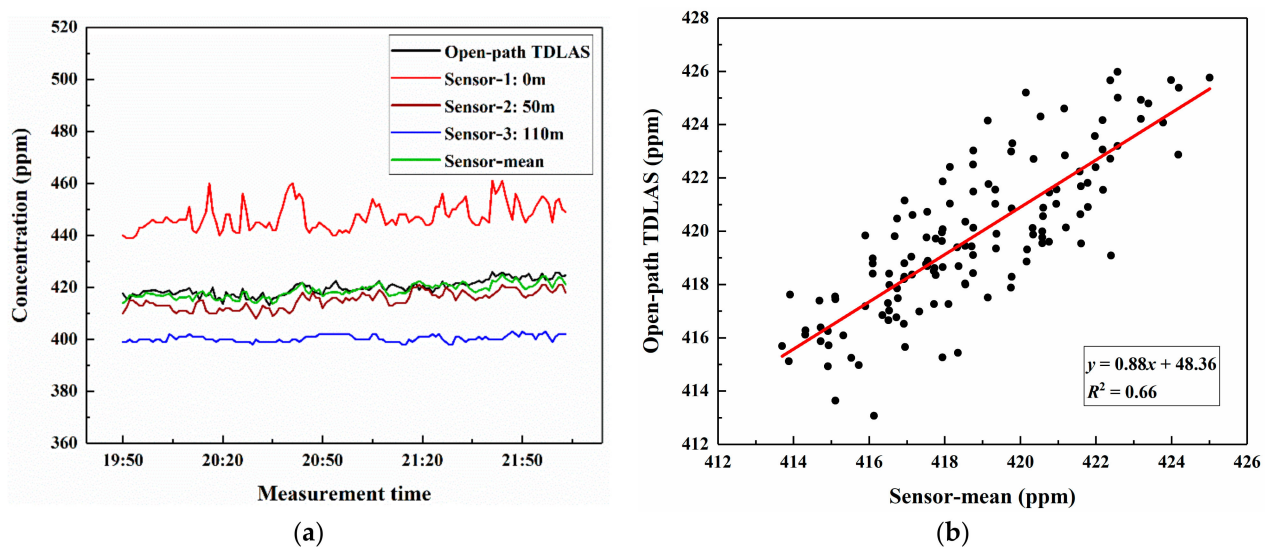 520
500
480
460
440
420
400
380
360
Concentration (ppm)
Open-path TDLAS
Sensor-1: 0m
Sensor-2: 50m
Sensor-3: 110m
Sensor-mean
19:50 20:20 20:50 21:20 21:50
Measurement time
(a)
428
426
424
422
420
418
416
414
412
Open-path TDLAS (ppm)
y = 0.88x + 48.36
R² = 0.66
412 414 416 418 420 422 424 426
Sensor-mean (ppm)
(b)